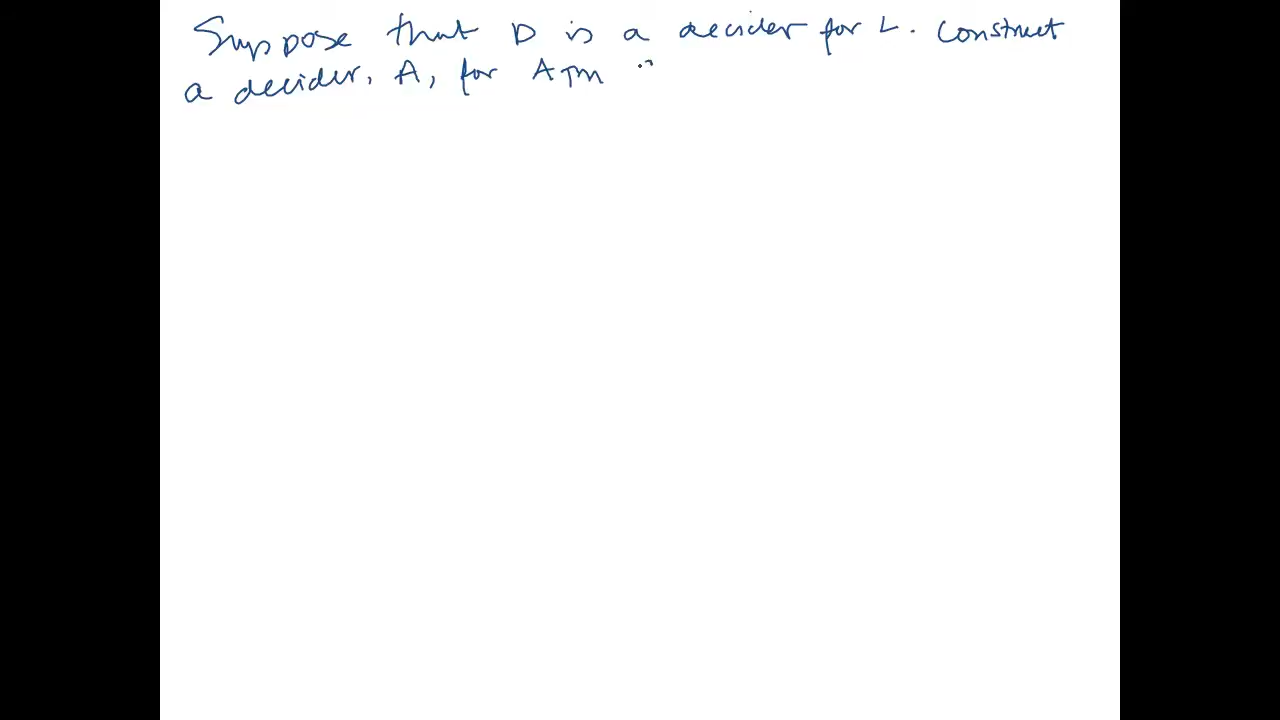 Suppose that D is a decider for L. Construct
a decider, A, for ATM :